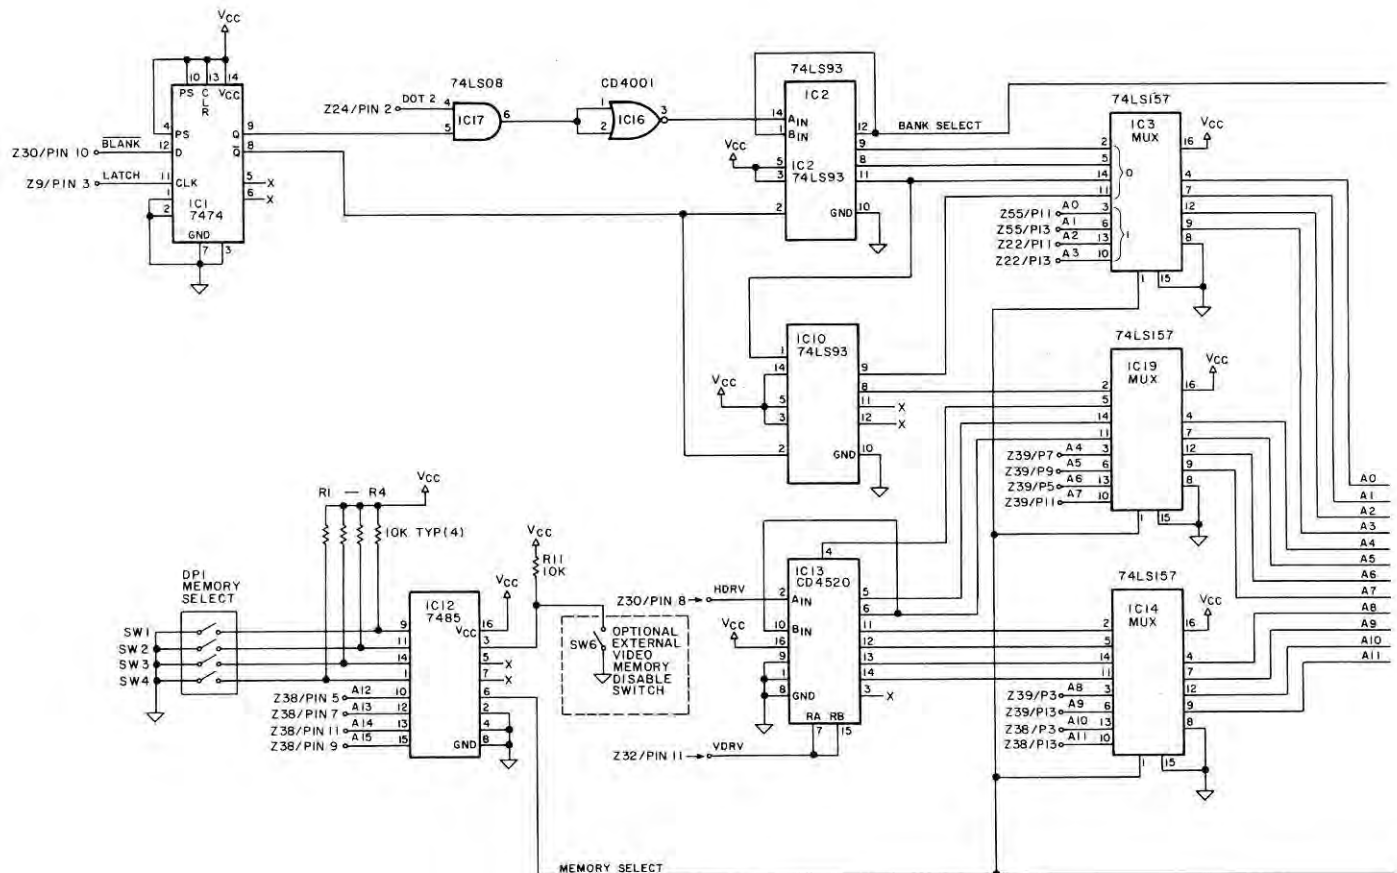 VCC
10 13 14
PS C L R VCC
4 PS Q 9
Z30/PIN 10 BLANK 12 D Q 8
Z9/PIN 3 LATCH 11 CLK 5 X
1 6 X
2 IC1
7474
GND
7 3
74LS08
Z24/PIN 2 DOT 2 4
5 IC17 6
CD4001
1
2 IC16 3
74LS93
IC2
14 AIN
1 BIN 12 BANK SELECT
9
VCC 5 IC2 8
3 74LS93 11
2 GND 10
74LS157
IC3
MUX 16 VCC
2
5 4
14 0 7
11
Z55/P11 A0 3 12
Z55/P13 A1 6 1 9
Z22/P11 A2 13 8
Z22/P13 A3 10
1 15
IC10
74LS93
1
14 9
VCC 8
5 11 X
3 12 X
2 GND 10
74LS157
IC19
MUX 16 VCC
2
5
14 4
11 7
Z39/P7 A4 3 12
Z39/P9 A5 6 9
Z39/P5 A6 13 8
Z39/P11 A7 10
1 15
A0
A1
A2
A3
A4
A5
A6
A7
A8
A9
A10
A11
R1 — R4 VCC
10K TYP(4)
DP1
MEMORY
SELECT
SW1
SW2
SW3
SW4
IC12
7485
9 16 VCC
VCC
11 3
14 5 X
1 7 X
Z38/PIN 5 A12 10 6
Z38/PIN 7 A13 12 2
Z38/PIN 11 A14 13 4
Z38/PIN 9 A15 15 GND 8
VCC
R11
10K
SW6 OPTIONAL
EXTERNAL
VIDEO
MEMORY
DISABLE
SWITCH
4
IC13
CD4520
Z30/PIN 8 HDRV 2 AIN 5
6
VCC 10 BIN 11
16 12
9 13
1 14
8 GND 3 X
RA RB
7 15
Z32/PIN 11 VDRV
74LS157
IC14
MUX 16 VCC
2
5 4
14 7
11
Z39/P3 A8 3 12
Z39/P13 A9 6 9
Z38/P3 A10 13 8
Z38/P13 A11 10
1 15
MEMORY SELECT